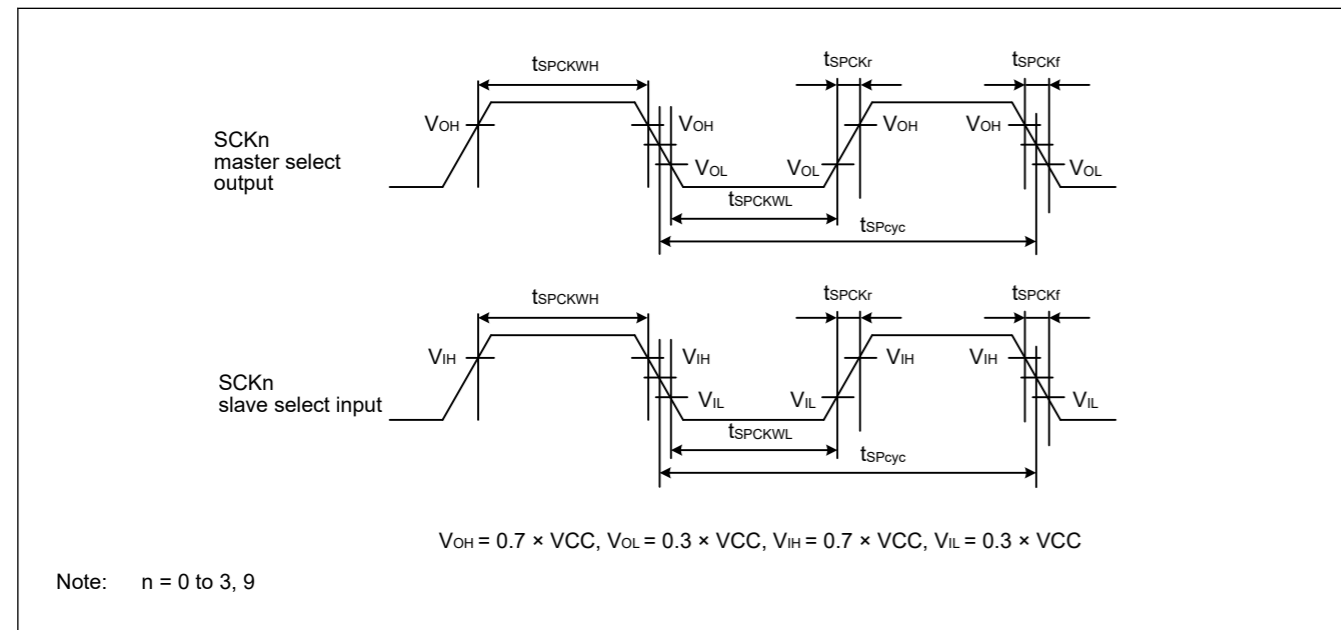 tSPCKWH
tSPCKr
tSPCKf
SCKn
master select
output
VOH
VOH
VOL
VOL
VOH
VOH
VOL
tSPCKWL
tSPcyc
tSPCKWH
tSPCKr
tSPCKf
SCKn
slave select input
VIH
VIH
VIL
VIL
VIH
VIH
VIL
tSPCKWL
tSPcyc
VOH = 0.7 × VCC, VOL = 0.3 × VCC, VIH = 0.7 × VCC, VIL = 0.3 × VCC
Note: n = 0 to 3, 9